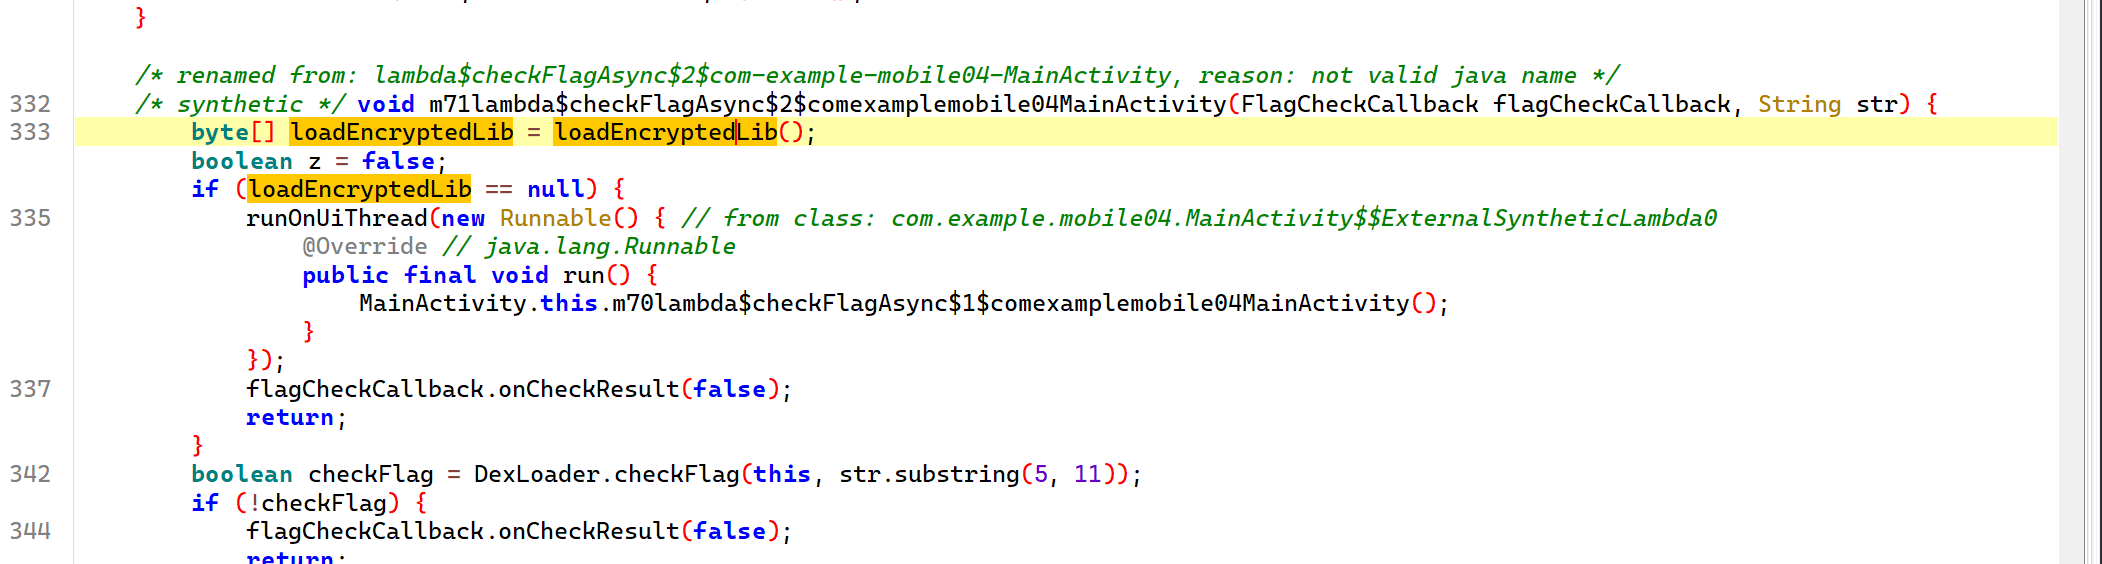 }
/* renamed from: lambda$checkFlagAsync$2$com-example-mobile04-MainActivity, reason: not valid java name */
332 /* synthetic */ void m71lambda$checkFlagAsync$2$comexamplemobile04MainActivity(FlagCheckCallback flagCheckCallback, String str) {
333 byte[] loadEncryptedLib = loadEncryptedLib();
boolean z = false;
if (loadEncryptedLib == null) {
335 runOnUiThread(new Runnable() { // from class: com.example.mobile04.MainActivity$$ExternalSyntheticLambda0
@Override // java.lang.Runnable
public final void run() {
MainActivity.this.m70lambda$checkFlagAsync$1$comexamplemobile04MainActivity();
}
});
337 flagCheckCallback.onCheckResult(false);
return;
}
342 boolean checkFlag = DexLoader.checkFlag(this, str.substring(5, 11));
if (!checkFlag) {
344 flagCheckCallback.onCheckResult(false);
return;